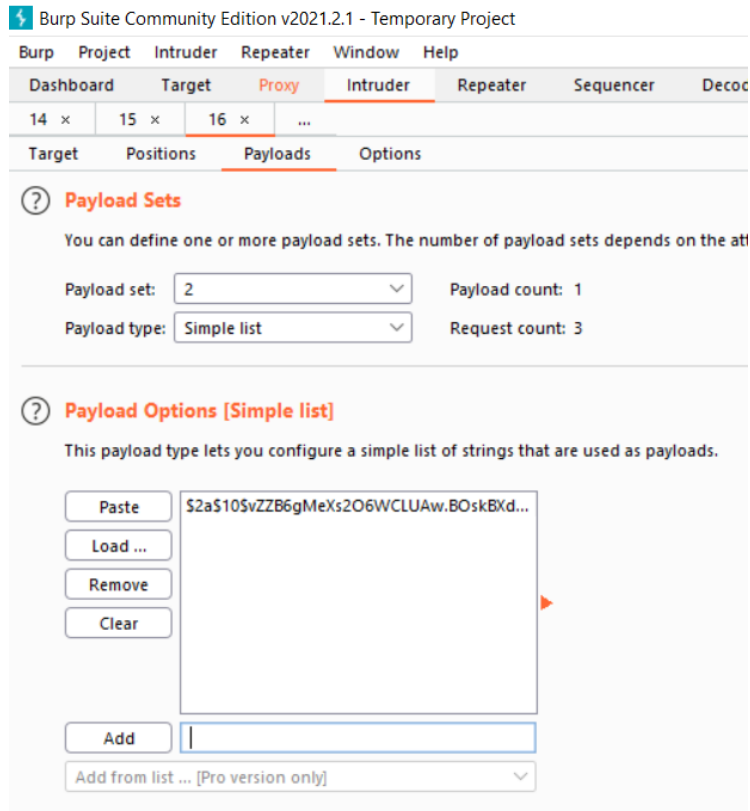 Burp Suite Community Edition v2021.2.1 - Temporary Project
Burp Project Intruder Repeater Window Help
Dashboard Target Proxy Intruder Repeater Sequencer Decod
14 × 15 × 16 × ...
Target Positions Payloads Options
? Payload Sets
You can define one or more payload sets. The number of payload sets depends on the att
Payload set: 2 Payload count: 1
Payload type: Simple list Request count: 3
? Payload Options [Simple list]
This payload type lets you configure a simple list of strings that are used as payloads.
Paste $2a$10$vZZB6gMeXs2O6WCLUAw.BOskBXd...
Load ...
Remove
Clear
Add
Add from list ... [Pro version only]